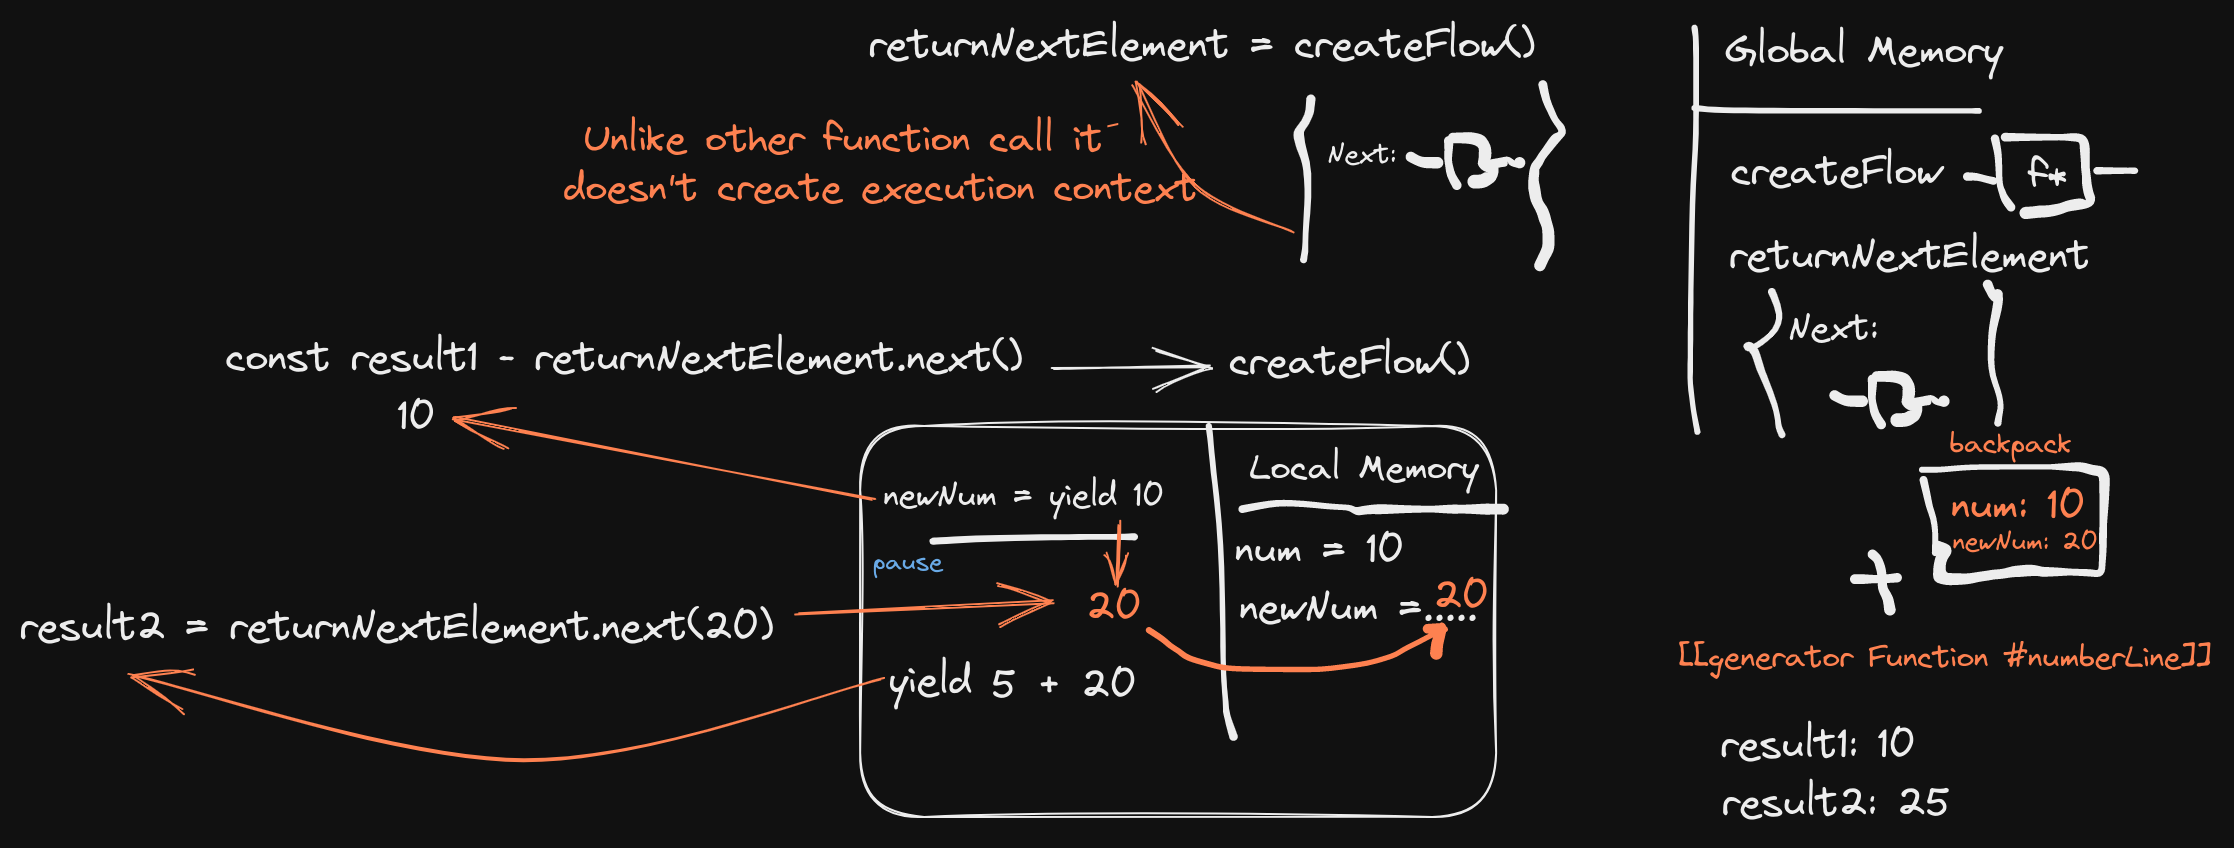 returnNextElement = createFlow()
Unlike other function call it
doesn't create execution context
Next:
const result1 - returnNextElement.next()
createFlow()
10
newNum = yield 10
pause
20
result2 = returnNextElement.next(20)
yield 5 + 20
Local Memory
num = 10
newNum = .....
20
Global Memory
createFlow
f*
returnNextElement
Next:
backpack
num: 10
newNum: 20
+
[[generator Function #numberLine]]
result1: 10
result2: 25